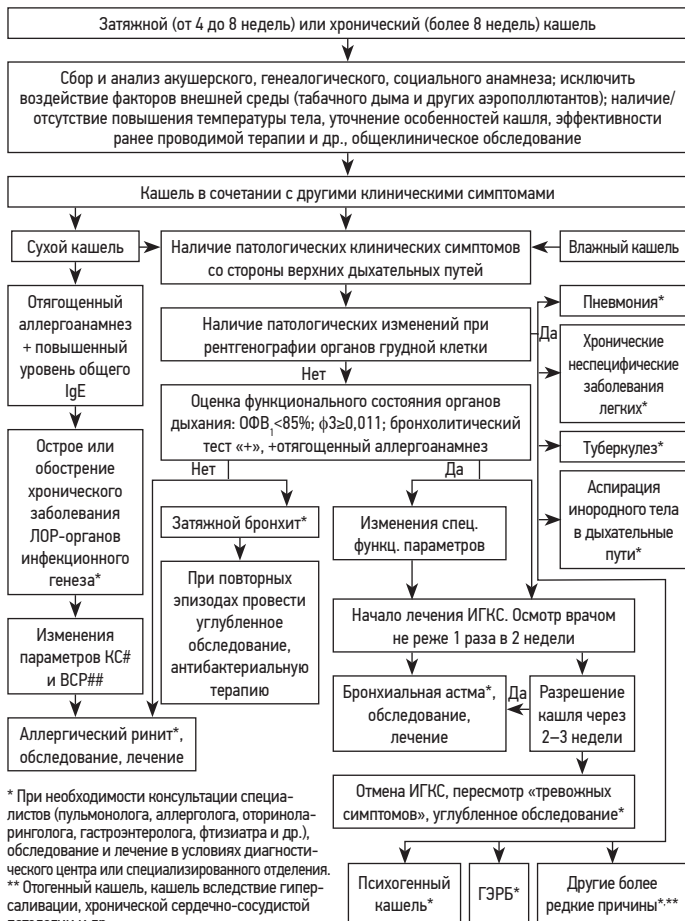 Затяжной (от 4 до 8 недель) или хронический (более 8 недель) кашель
Сбор и анализ акушерского, генеалогического, социального анамнеза; исключить
воздействие факторов внешней среды (табачного дыма и других аэрополлютантов); наличие/
отсутствие повышения температуры тела, уточнение особенностей кашля, эффективности
ранее проводимой терапии и др., общеклиническое обследование
Кашель в сочетании с другими клиническими симптомами
Сухой кашель
Наличие патологических клинических симптомов
со стороны верхних дыхательных путей
Влажный кашель
Отягощенный
аллергоанамнез
+ повышенный
уровень общего
IgE
Наличие патологических изменений при
рентгенографии органов грудной клетки
Да
Пневмония*
Хронические
неспецифические
заболевания
легких*
Туберкулез*
Аспирация
инородного тела
в дыхательные
пути*
Нет
Оценка функционального состояния органов
дыхания: ОФВ1<85%; ф3≥0,011; бронхолитический
тест «+», +отягощенный аллергоанамнез
Острое или
обострение
хронического
заболевания
ЛОР-органов
инфекционного
генеза*
Нет
Да
Затяжной бронхит*
Изменения спец.
функц. параметров
При повторных
эпизодах провести
углубленное
обследование,
антибактериальную
терапию
Начало лечения ИГКС. Осмотр врачом
не реже 1 раза в 2 недели
Изменения
параметров КС#
и ВСР##
Бронхиальная астма*,
обследование,
лечение
Да
Разрешение
кашля через
2–3 недели
Аллергический ринит*,
обследование, лечение
Отмена ИГКС, пересмотр «тревожных
симптомов», углубленное обследование*
* При необходимости консультации специа-
листов (пульмонолога, аллерголога, оторинола-
ринголога, гастроэнтеролога, фтизиатра и др.),
обследование и лечение в условиях диагности-
ческого центра или специализированного отделения.
** Отогенный кашель, кашель вследствие гипер-
саливации, хронической сердечно-сосудистой
Психогенный
кашель*
ГЭРБ*
Другие более
редкие причины*,**